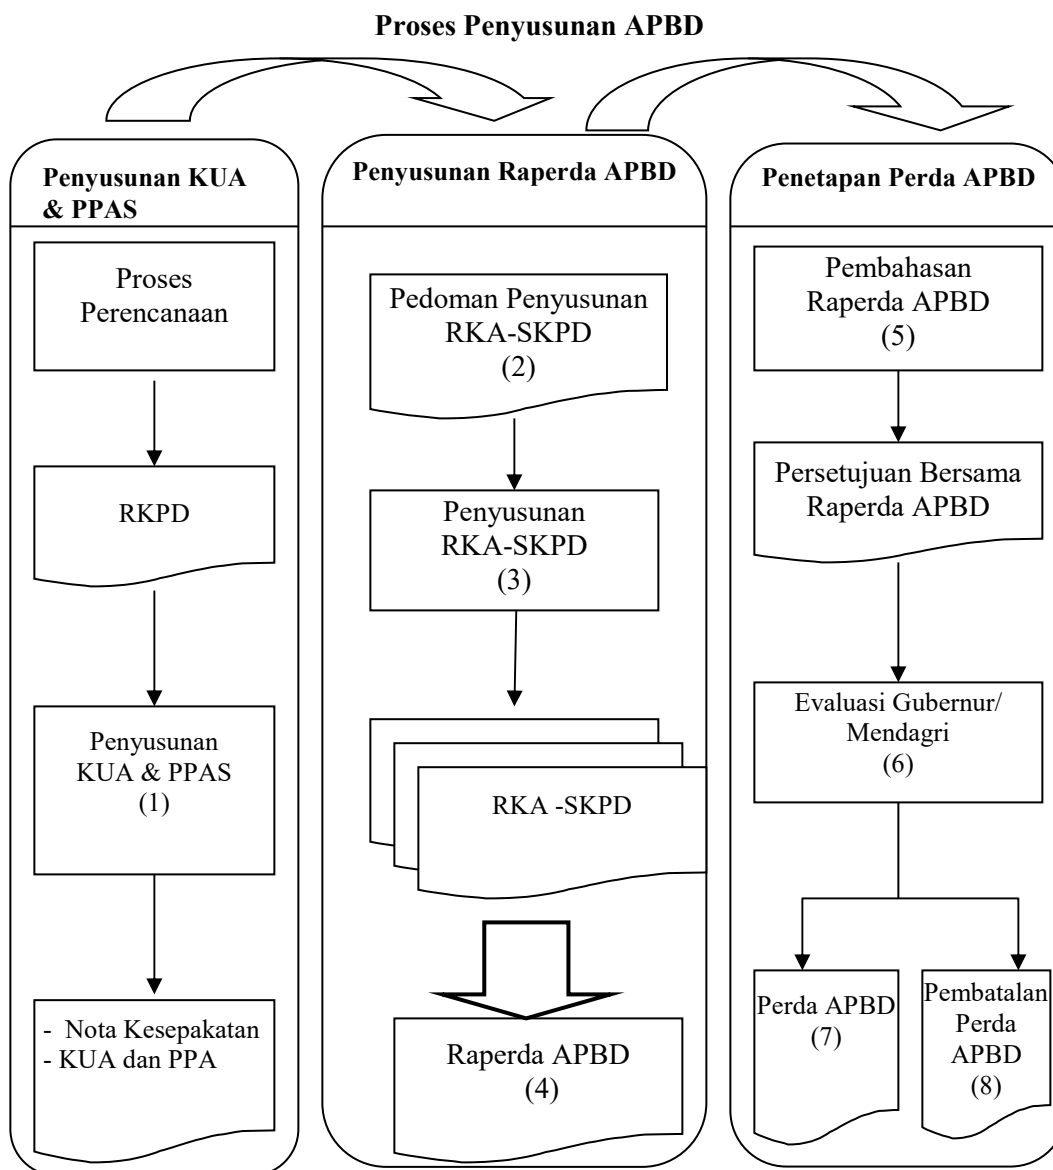 Proses Penyusunan APBD
Penyusunan KUA
& PPAS
Proses
Perencanaan
RKPD
Penyusunan
KUA & PPAS
(1)
- Nota Kesepakatan
- KUA dan PPA
Penyusunan Raperda APBD
Pedoman Penyusunan
RKA-SKPD
(2)
Penyusunan
RKA-SKPD
(3)
RKA -SKPD
Raperda APBD
(4)
Penetapan Perda APBD
Pembahasan
Raperda APBD
(5)
Persetujuan Bersama
Raperda APBD
Evaluasi Gubernur/
Mendagri
(6)
Perda APBD
(7)
Pembatalan
Perda
APBD
(8)